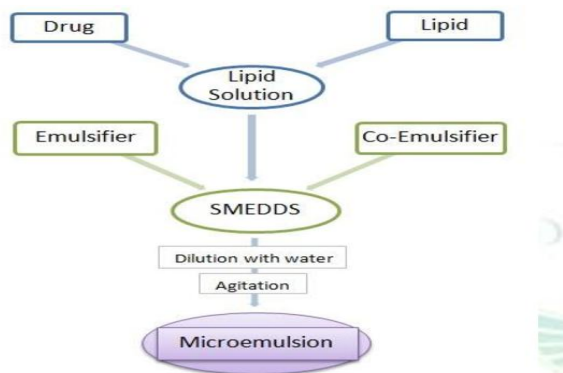 Drug
Lipid
Lipid
Solution
Emulsifier
Co-Emulsifier
SMEDDS
Dilution with water
Agitation
Microemulsion